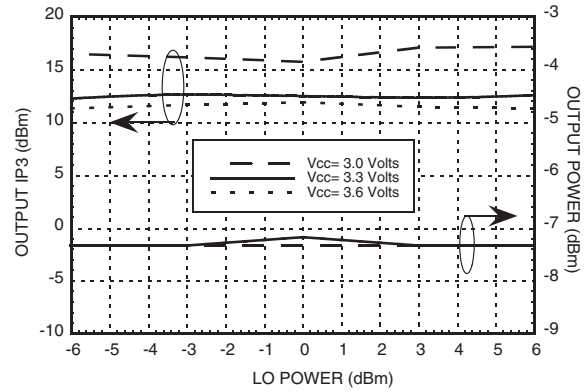 20
15
10
5
0
-5
-10
OUTPUT IP3 (dBm)
-3
-4
-5
-6
-7
-8
-9
OUTPUT POWER (dBm)
Vcc= 3.0 Volts
Vcc= 3.3 Volts
Vcc= 3.6 Volts
-6 -5 -4 -3 -2 -1 0 1 2 3 4 5 6
LO POWER (dBm)